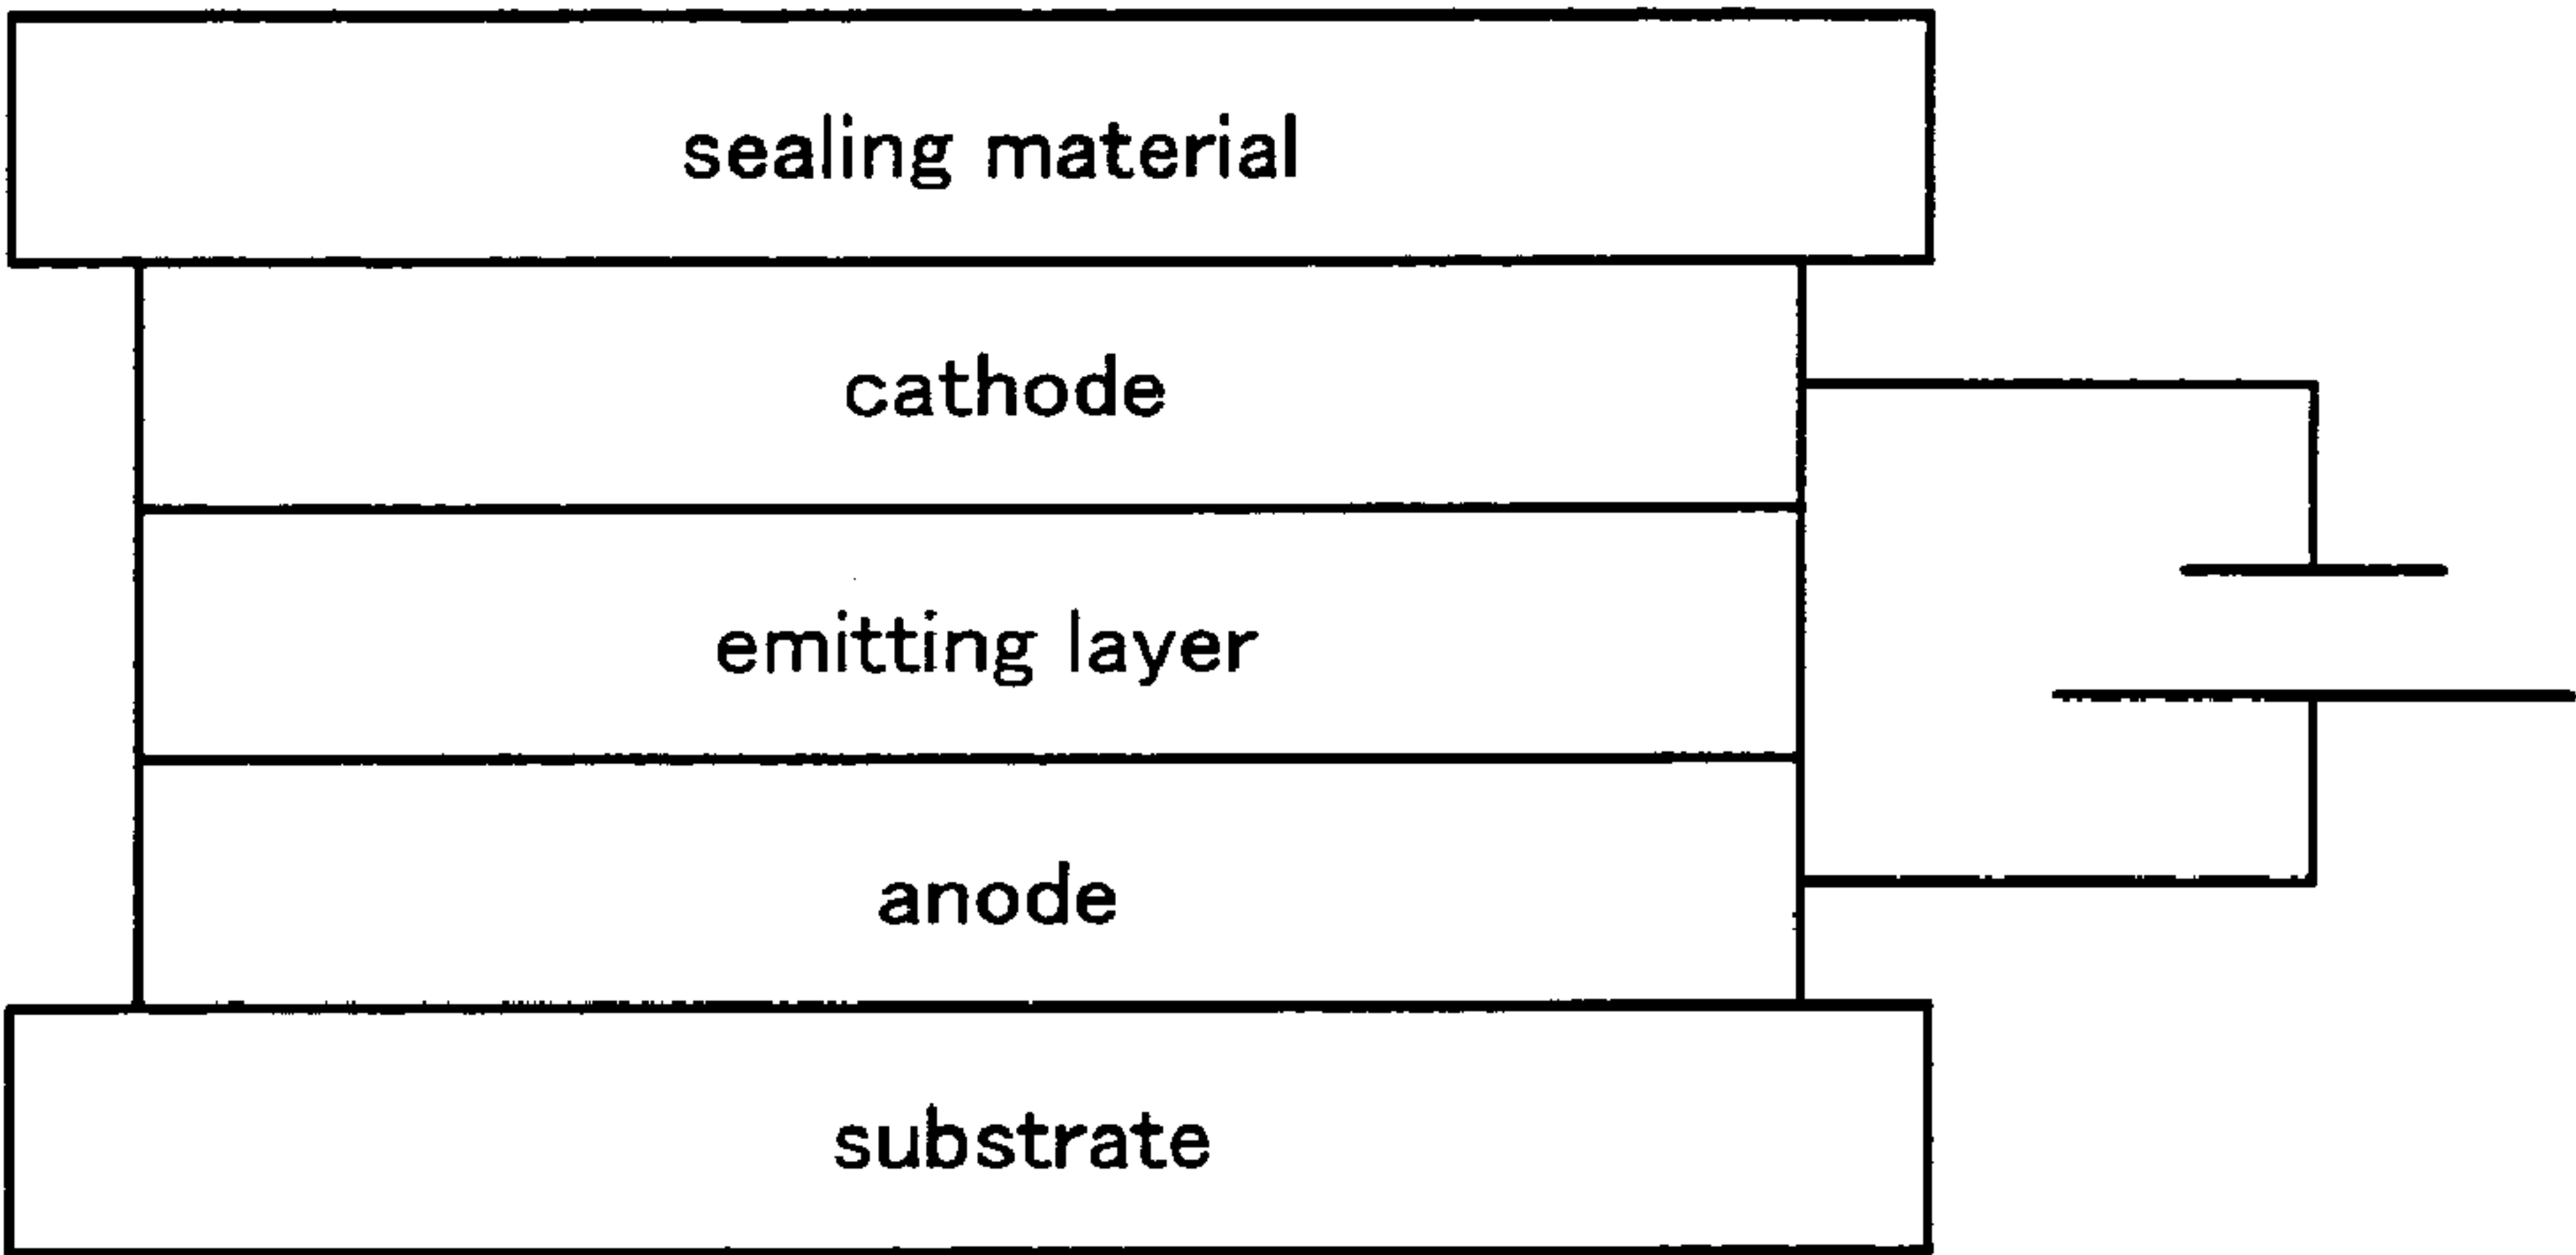 sealing material
cathode
emitting layer
anode
substrate